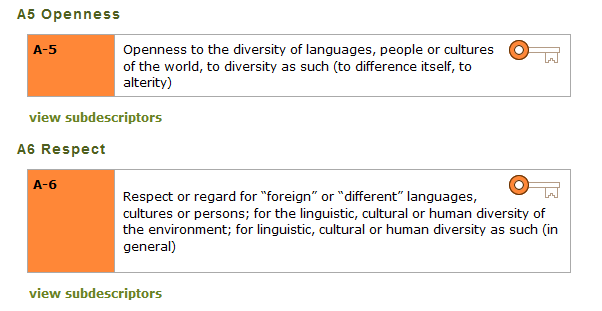 A5 Openness
A-5
Openness to the diversity of languages, people or cultures
of the world, to diversity as such (to difference itself, to
alterity)
view subdescriptors
A6 Respect
A-6
Respect or regard for “foreign” or “different” languages,
cultures or persons; for the linguistic, cultural or human diversity of
the environment; for linguistic, cultural or human diversity as such (in
general)
view subdescriptors